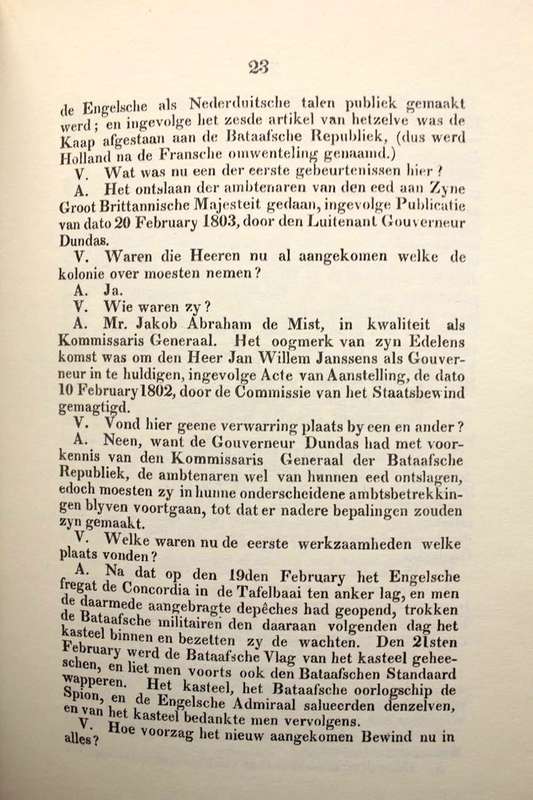 23
de Engelsche als Nederduitsche talen publiek gemaakt
werd; en ingevolge het zesde artikel van hetzelve was de
Kaap afgestaan aan de Bataafsche Republiek, (dus werd
Holland na de Fransche omwenteling genaamd.)
V. Wat was nu een der eerste gebeurtenissen hier?
A. Het ontslaan der ambtenaren van den eed aan Zyne
Groot Brittannische Majesteit gedaan, ingevolge Publicatie
van dato 20 February 1803, door den Luitenant Gouverneur
Dundas.
V. Waren die Heeren nu al aangekomen welke de
kolonie over moesten nemen?
A. Ja.
V. Wie waren zy?
A. Mr. Jakob Abraham de Mist, in kwaliteit als
Kommissaris Generaal. Het oogmerk van zyn Edelens
komst was om den Heer Jan Willem Janssens als Gouver-
neur in te huldigen, ingevolge Acte van Aanstelling, de dato
10 February 1802, door de Commissie van het Staatsbewind
gemagtigd.
V. Vond hier geene verwarring plaats by een en ander?
A. Neen, want de Gouverneur Dundas had met voor-
kennis van den Kommissaris Generaal der Bataafsche
Republiek, de ambtenaren wel van hunnen eed ontslagen,
edoch moesten zy in hunne onderscheidene ambtsbetrekkin-
gen blyven voortgaan, tot dat er nadere bepalingen zouden
zyn gemaakt.
V. Welke waren nu de eerste werkzaamheden welke
plaats vonden?
A. Na dat op den 19den February het Engelsche
fregat de Concordia in de Tafelbaai ten anker lag, en men
de daarmede aangebragte depêches had geopend, trokken
de Bataafsche militairen den daaraan volgenden dag het
kasteel binnen en bezetten zy de wachten. Den 21sten
February werd de Bataafsche Vlag van het kasteel gehee-
schen, en liet men voorts ook den Bataafschen Standaard
wapperen. Het kasteel, het Bataafsche oorlogschip de
Spion, en de Engelsche Admiraal salueerden denzelven,
en van het kasteel bedankte men vervolgens.
V. Hoe voorzag het nieuw aangekomen Bewind nu in
alles?